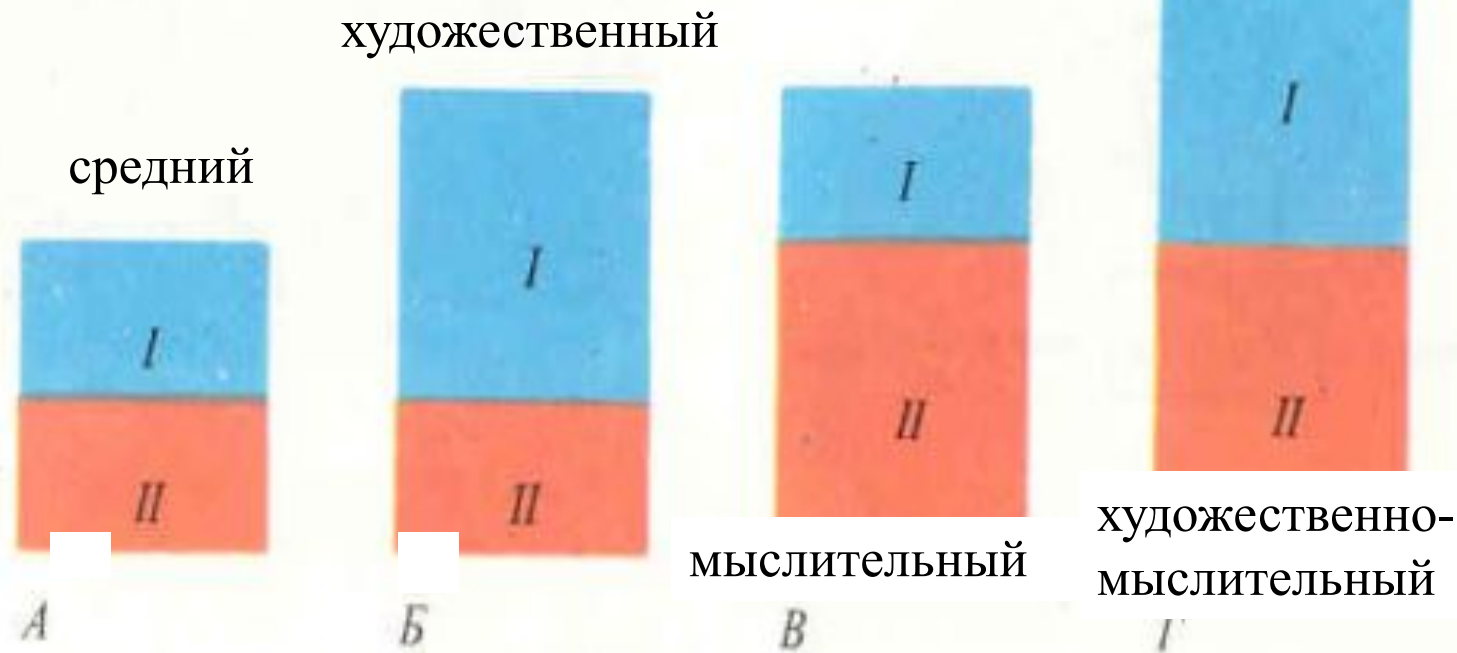 художественный
средний
I
I
I
I
II
II
II
II
мыслительный
художественно-
мыслительный
А
Б
В
Г